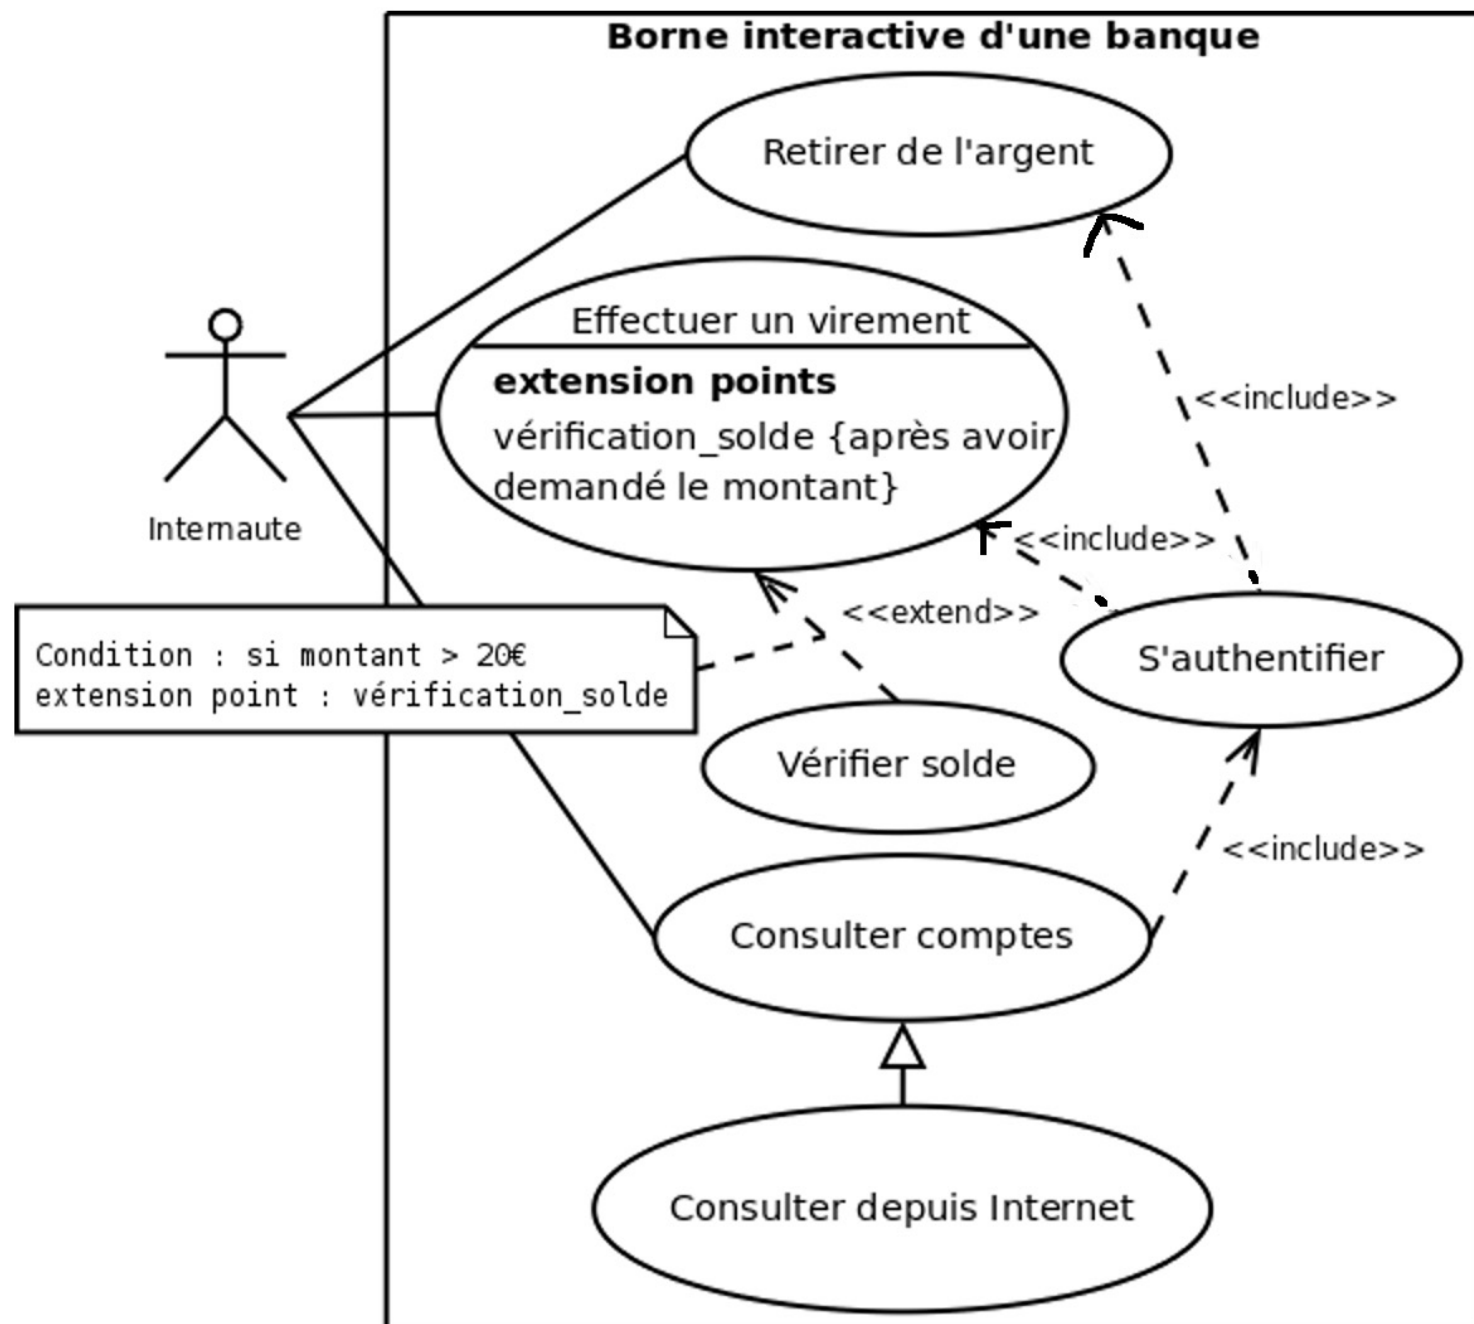 Borne interactive d'une banque
Retirer de l'argent
Effectuer un virement
extension points
vérification_solde {après avoir
demandé le montant}
<<include>>
Internaute
<<include>>
<<extend>>
Condition : si montant > 20€
extension point : vérification_solde
S'authentifier
Vérifier solde
<<include>>
Consulter comptes
Consulter depuis Internet